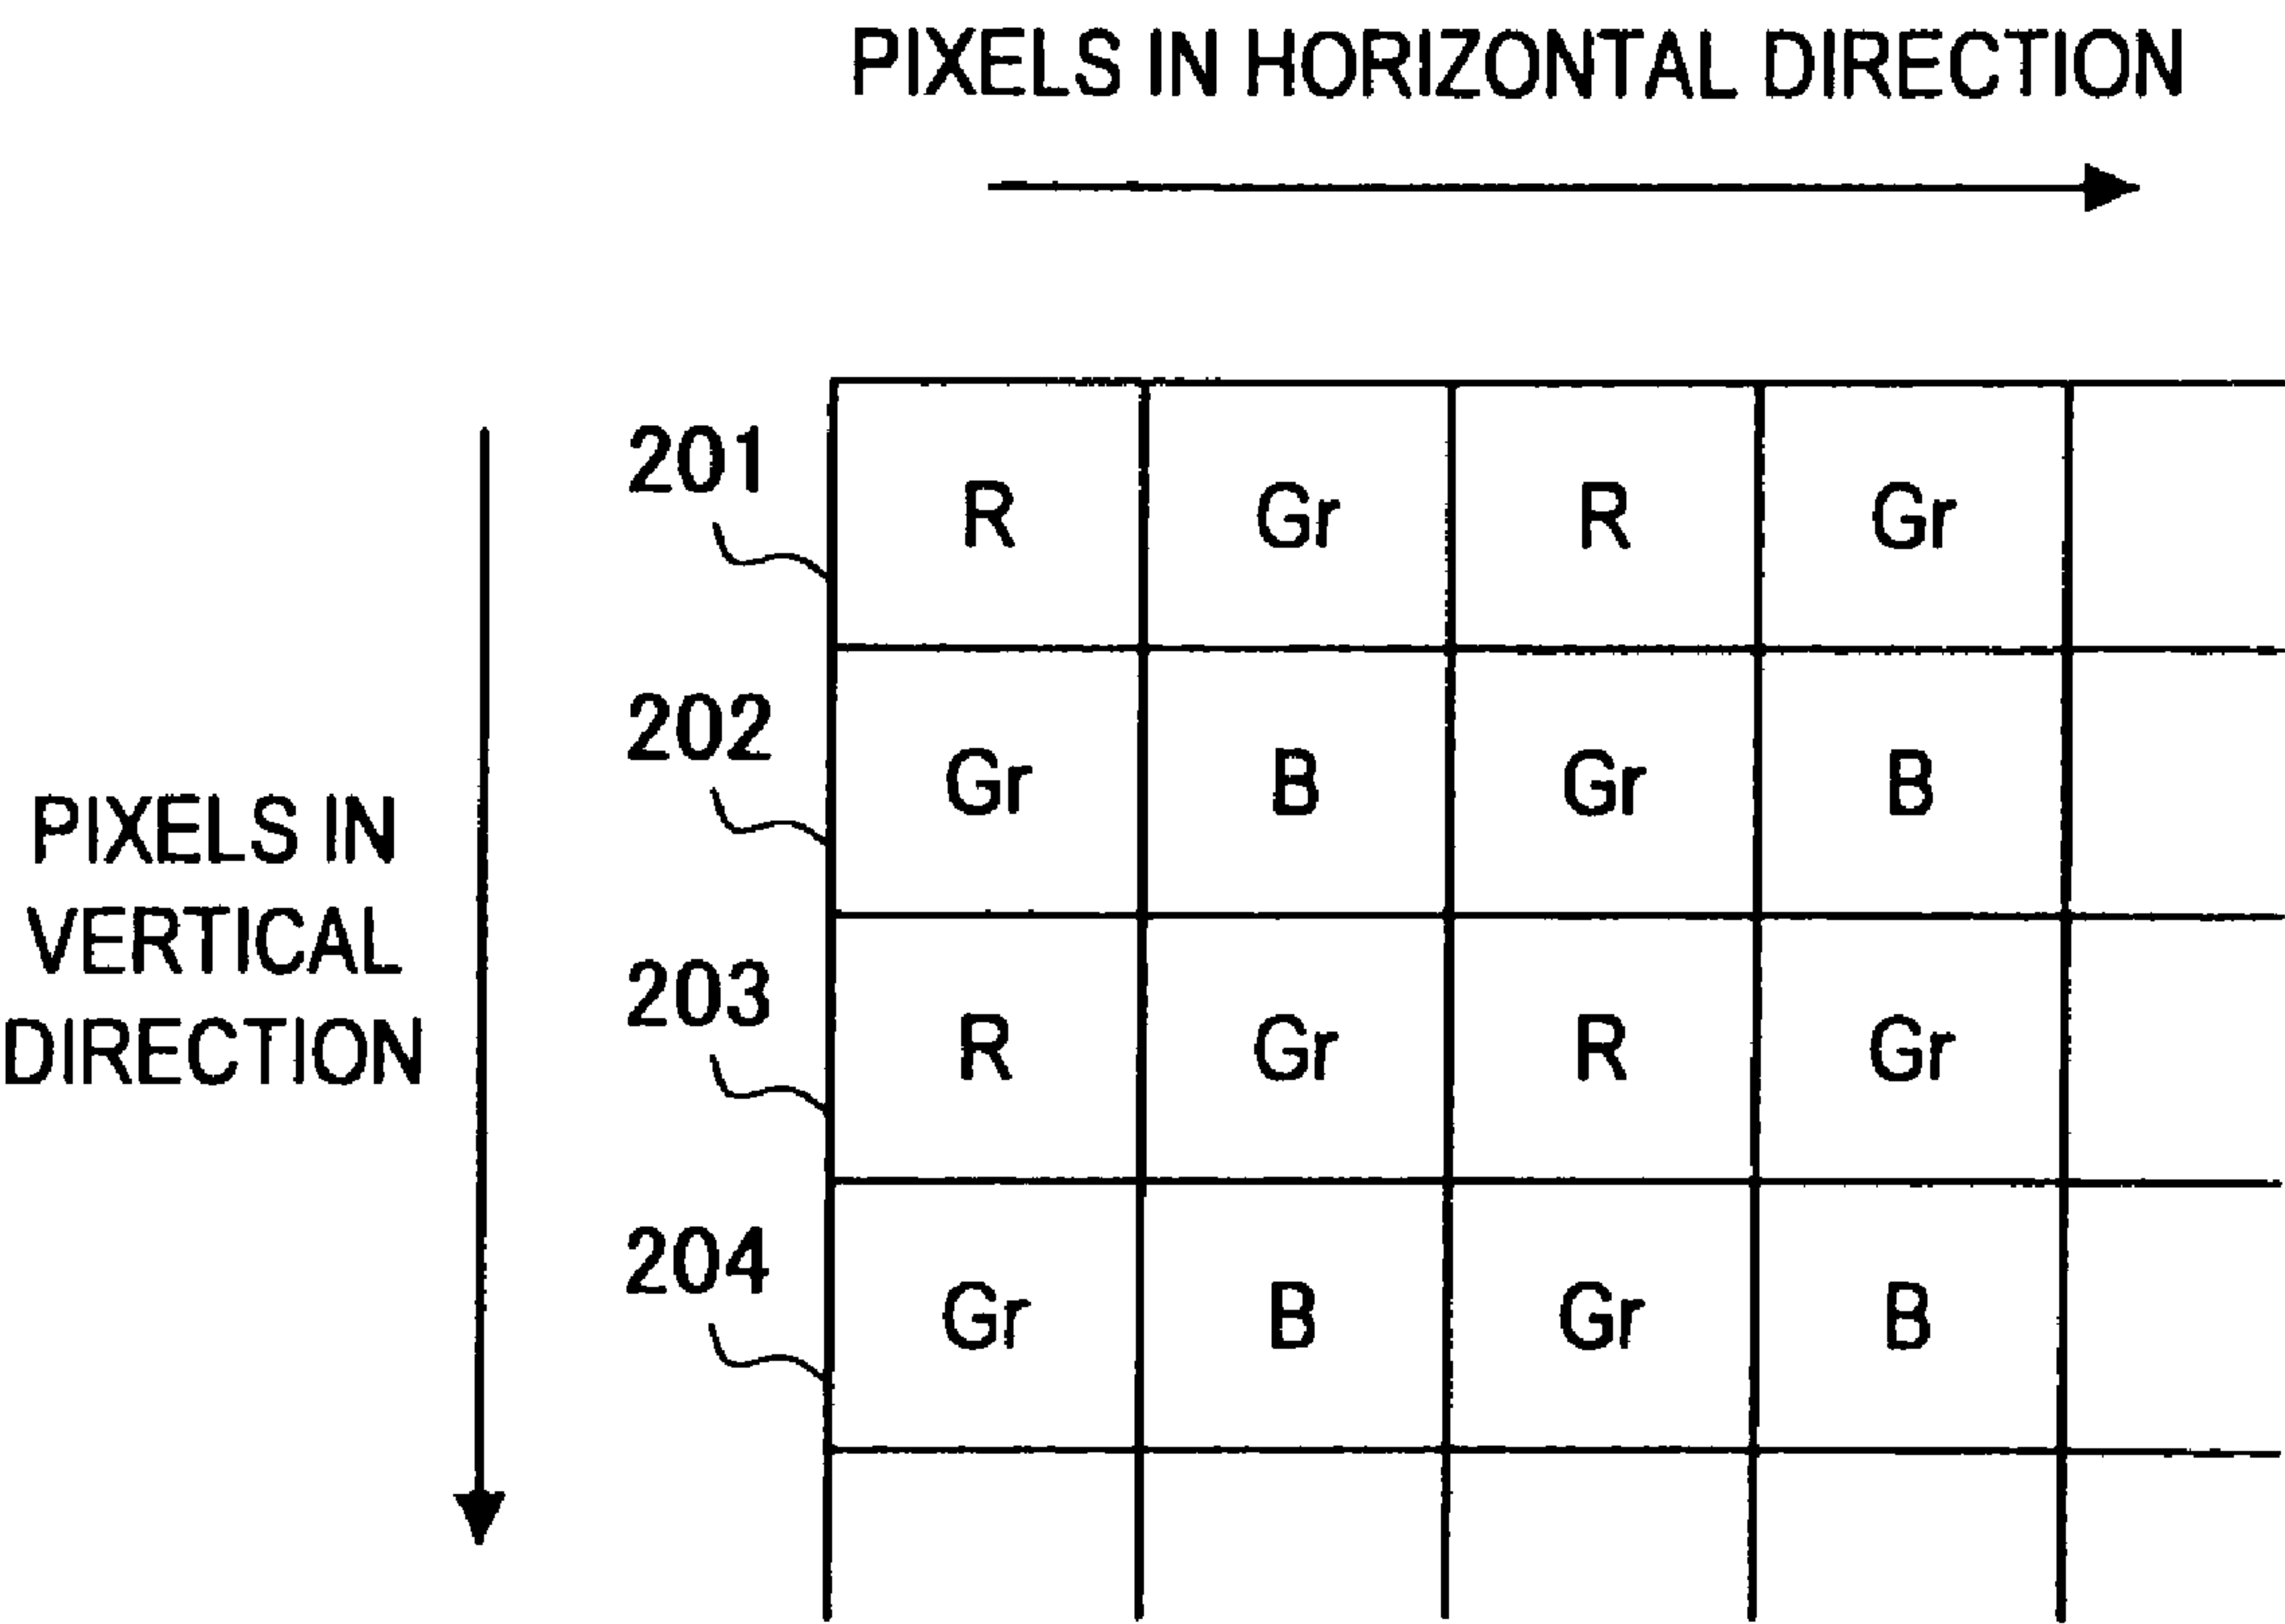 PIXELS IN HORIZONTAL DIRECTION
201 R Gr R Gr
202 Gr B Gr B
PIXELS IN
VERTICAL
DIRECTION
203 R Gr R Gr
204 Gr B Gr B